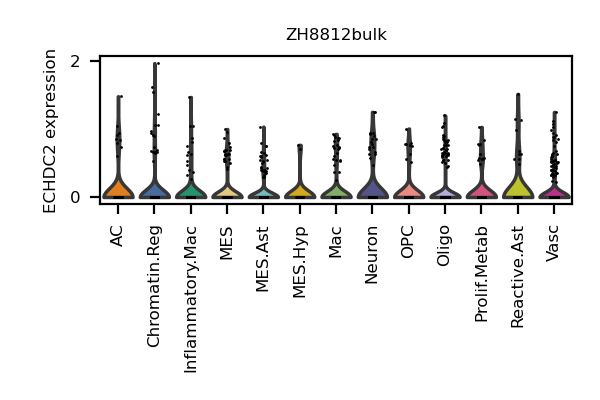 ZH8812bulk
ECHDC2 expression
2
0
AC
Chromatin.Reg
Inflammatory.Mac
MES
MES.Ast
MES.Hyp
Mac
Neuron
OPC
Oligo
Prolif.Metab
Reactive.Ast
Vasc